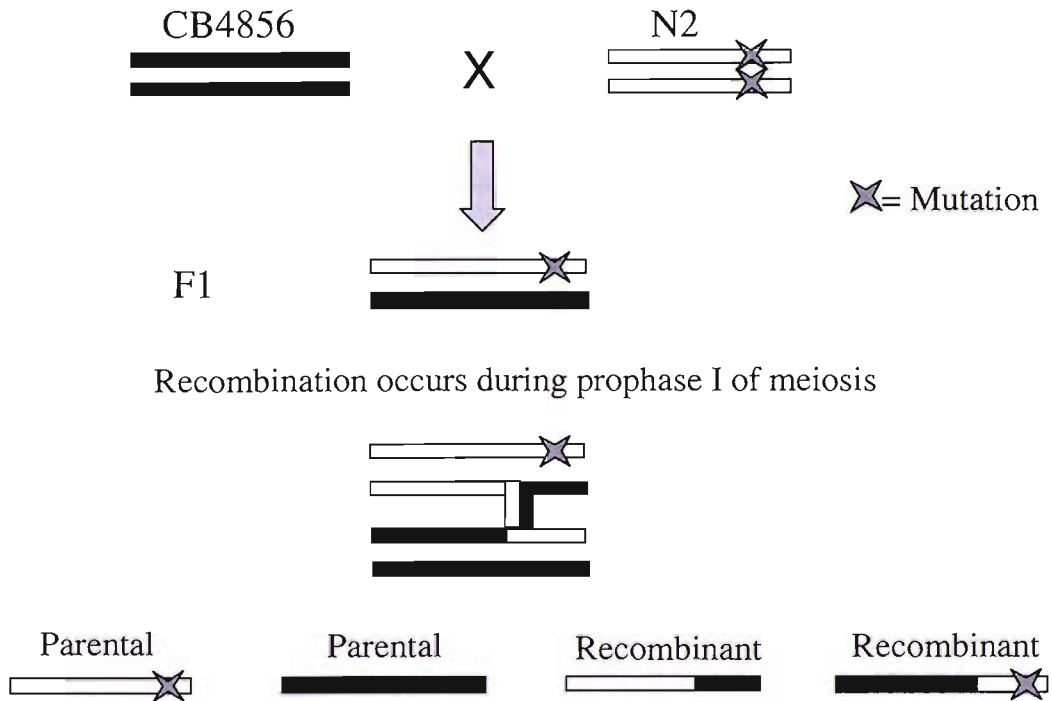 CB4856
N2
X
= Mutation
F1
Recombination occurs during prophase I of meiosis
Parental
Parental
Recombinant
Recombinant